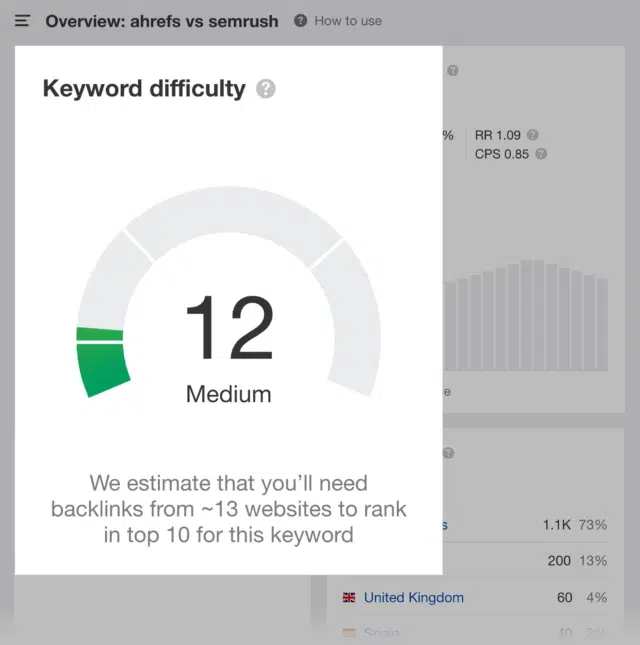 Overview: ahrefs vs semrush ? How to use
Keyword difficulty ?
?
% RR 1.09 ?
CPS 0.85 ?
12
Medium
e
We estimate that you’ll need
backlinks from ~13 websites to rank
in top 10 for this keyword
?
s 1.1K 73%
200 13%
United Kingdom 60 4%
Spain 40 2%